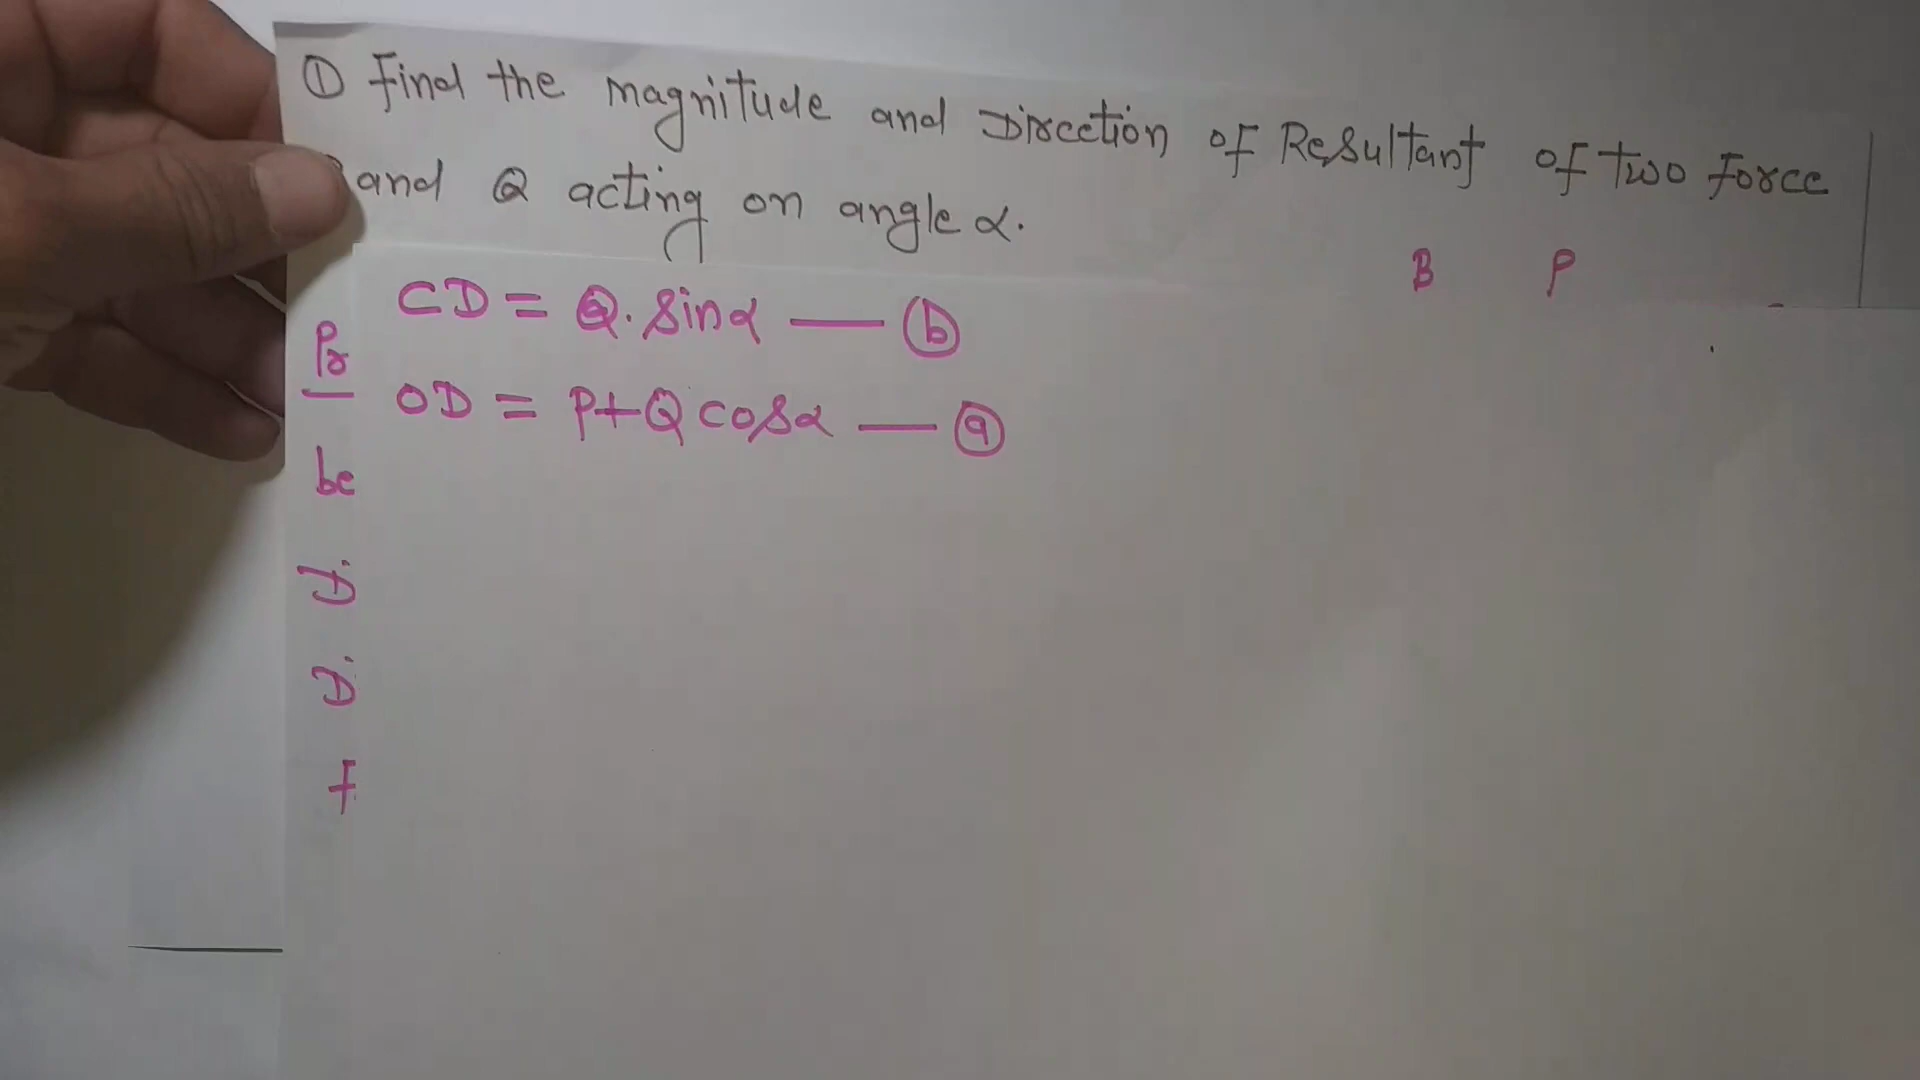 ① Find the magnitude and Direction of Resultant of two Force
and Q acting on angle α.
B P
CD = Q. Sinα — ⓑ
Pr
OD = P+Q cosα — ⓐ
be
D
D
F